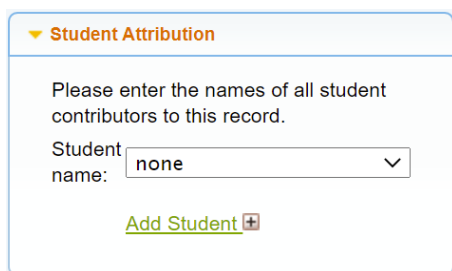 Student Attribution
Please enter the names of all student
contributors to this record.
Student
name:
none
Add Student